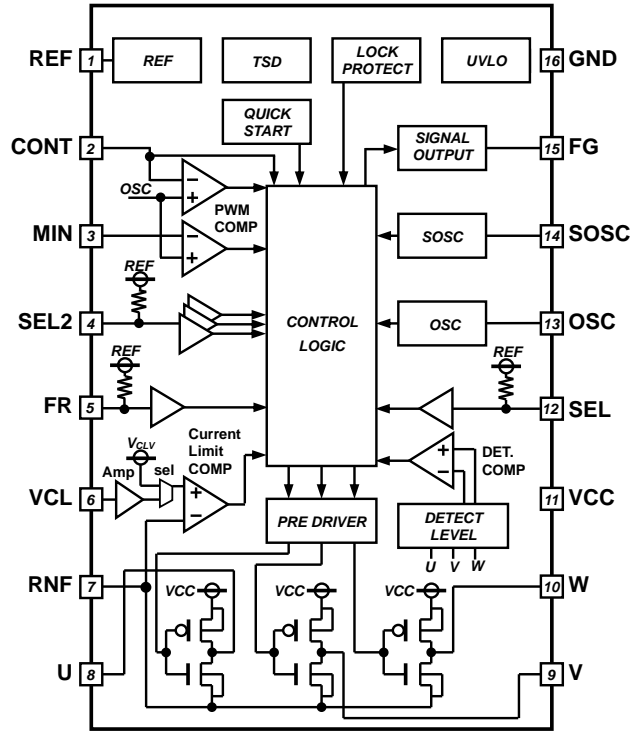 REF 1 REF TSD LOCK PROTECT UVLO 16 GND
QUICK START
CONT 2 SIGNAL OUTPUT 15 FG
OSC − +
PWM COMP
MIN 3 − + SOSC 14 SOSC
REF
SEL2 4 CONTROL LOGIC OSC 13 OSC
REF REF
FR 5 12 SEL
VCLV Current Limit COMP
Amp sel + − + − DET. COMP
VCL 6 11 VCC
PRE DRIVER DETECT LEVEL
U V W
RNF 7 VCC VCC VCC 10 W
U 8 9 V